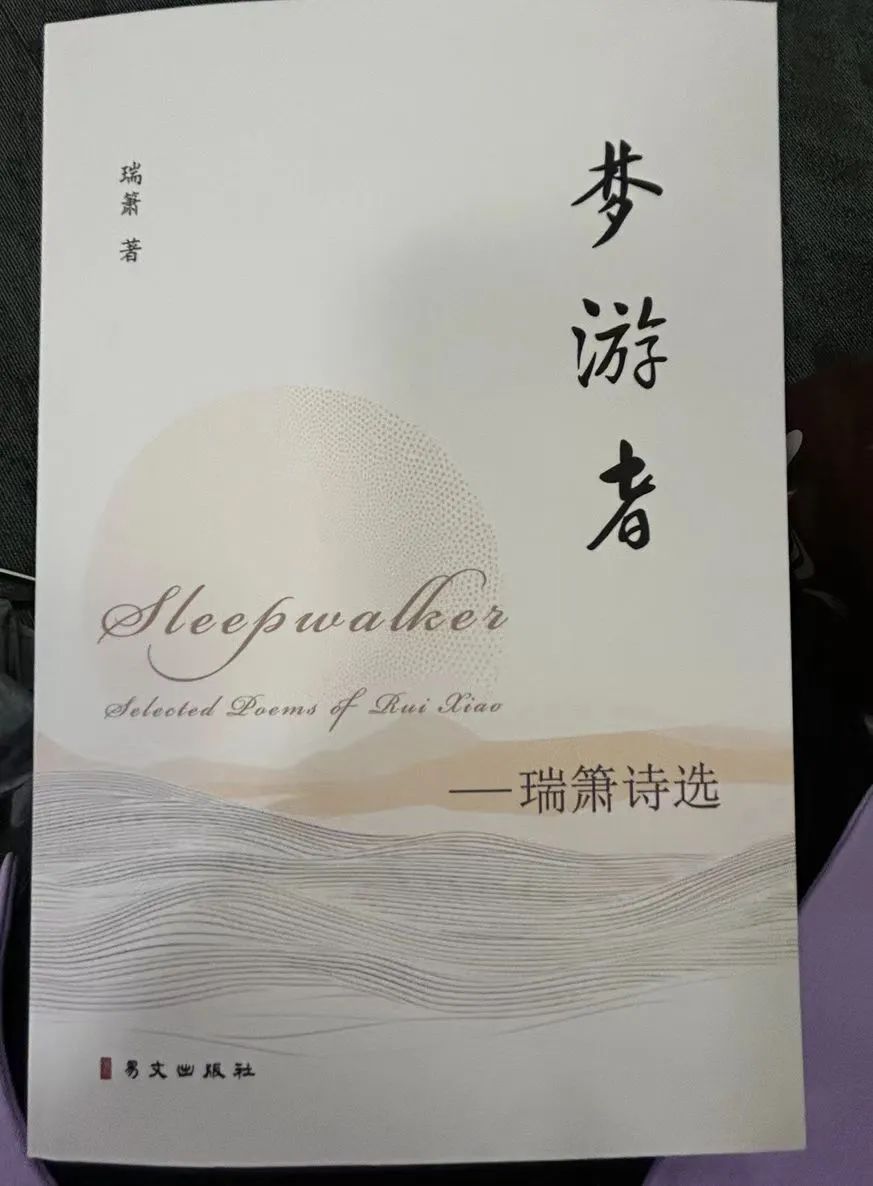 梦游者
瑞箫 著
Sleepwalker
Selected Poems of Rui Xiao
——瑞箫诗选
易文出版社